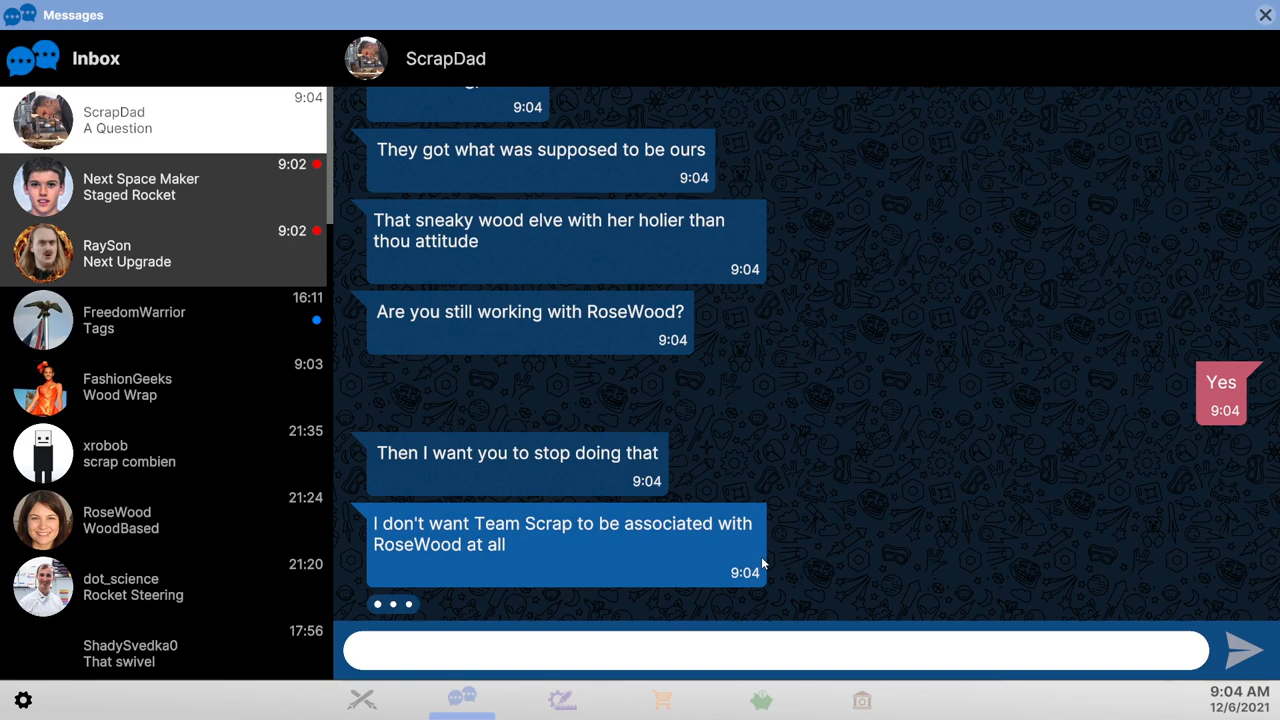 Messages
Inbox
ScrapDad
9:04
ScrapDad
A Question
9:02
Next Space Maker
Staged Rocket
9:02
RaySon
Next Upgrade
16:11
FreedomWarrior
Tags
9:03
FashionGeeks
Wood Wrap
21:35
xrobob
scrap combien
21:24
RoseWood
WoodBased
21:20
dot_science
Rocket Steering
17:56
ShadySvedka0
That swivel
9:04
They got what was supposed to be ours
9:04
That sneaky wood elve with her holier than
thou attitude
9:04
Are you still working with RoseWood?
9:04
Yes
9:04
Then I want you to stop doing that
9:04
I don't want Team Scrap to be associated with
RoseWood at all
9:04
9:04 AM
12/6/2021